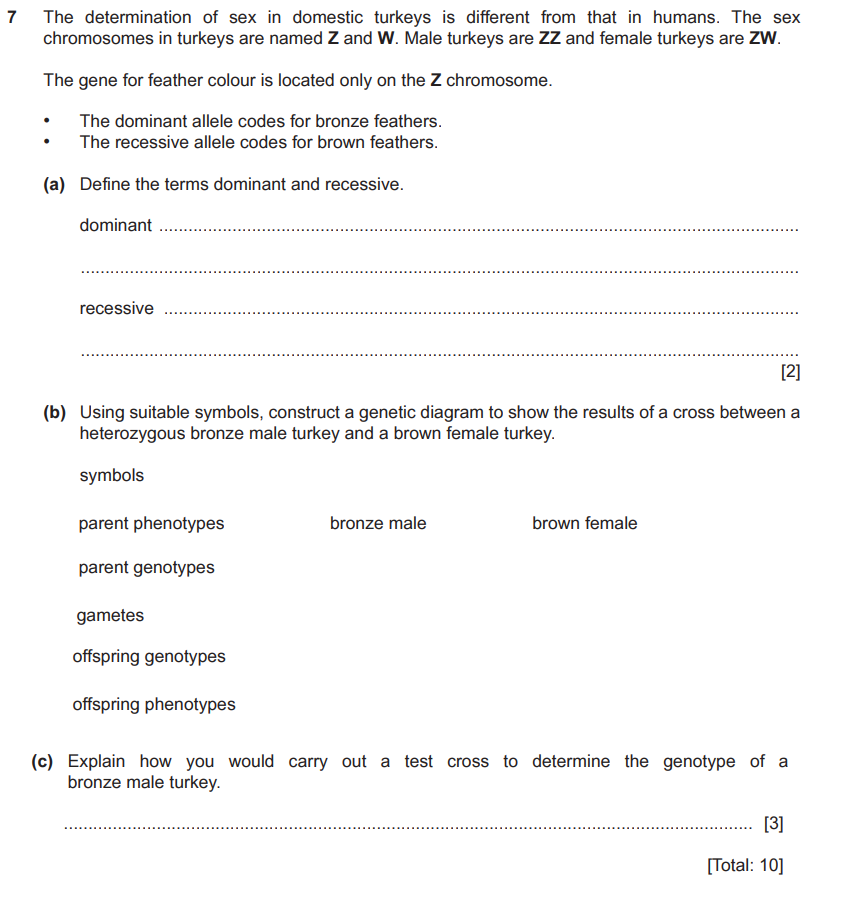 7 The determination of sex in domestic turkeys is different from that in humans. The sex
chromosomes in turkeys are named Z and W. Male turkeys are ZZ and female turkeys are ZW.
The gene for feather colour is located only on the Z chromosome.
• The dominant allele codes for bronze feathers.
• The recessive allele codes for brown feathers.
(a) Define the terms dominant and recessive.
dominant ................................................................................
................................................................................
recessive ................................................................................
................................................................................
[2]
(b) Using suitable symbols, construct a genetic diagram to show the results of a cross between a
heterozygous bronze male turkey and a brown female turkey.
symbols
parent phenotypes bronze male brown female
parent genotypes
gametes
offspring genotypes
offspring phenotypes
(c) Explain how you would carry out a test cross to determine the genotype of a
bronze male turkey.
................................................................................ [3]
[Total: 10]